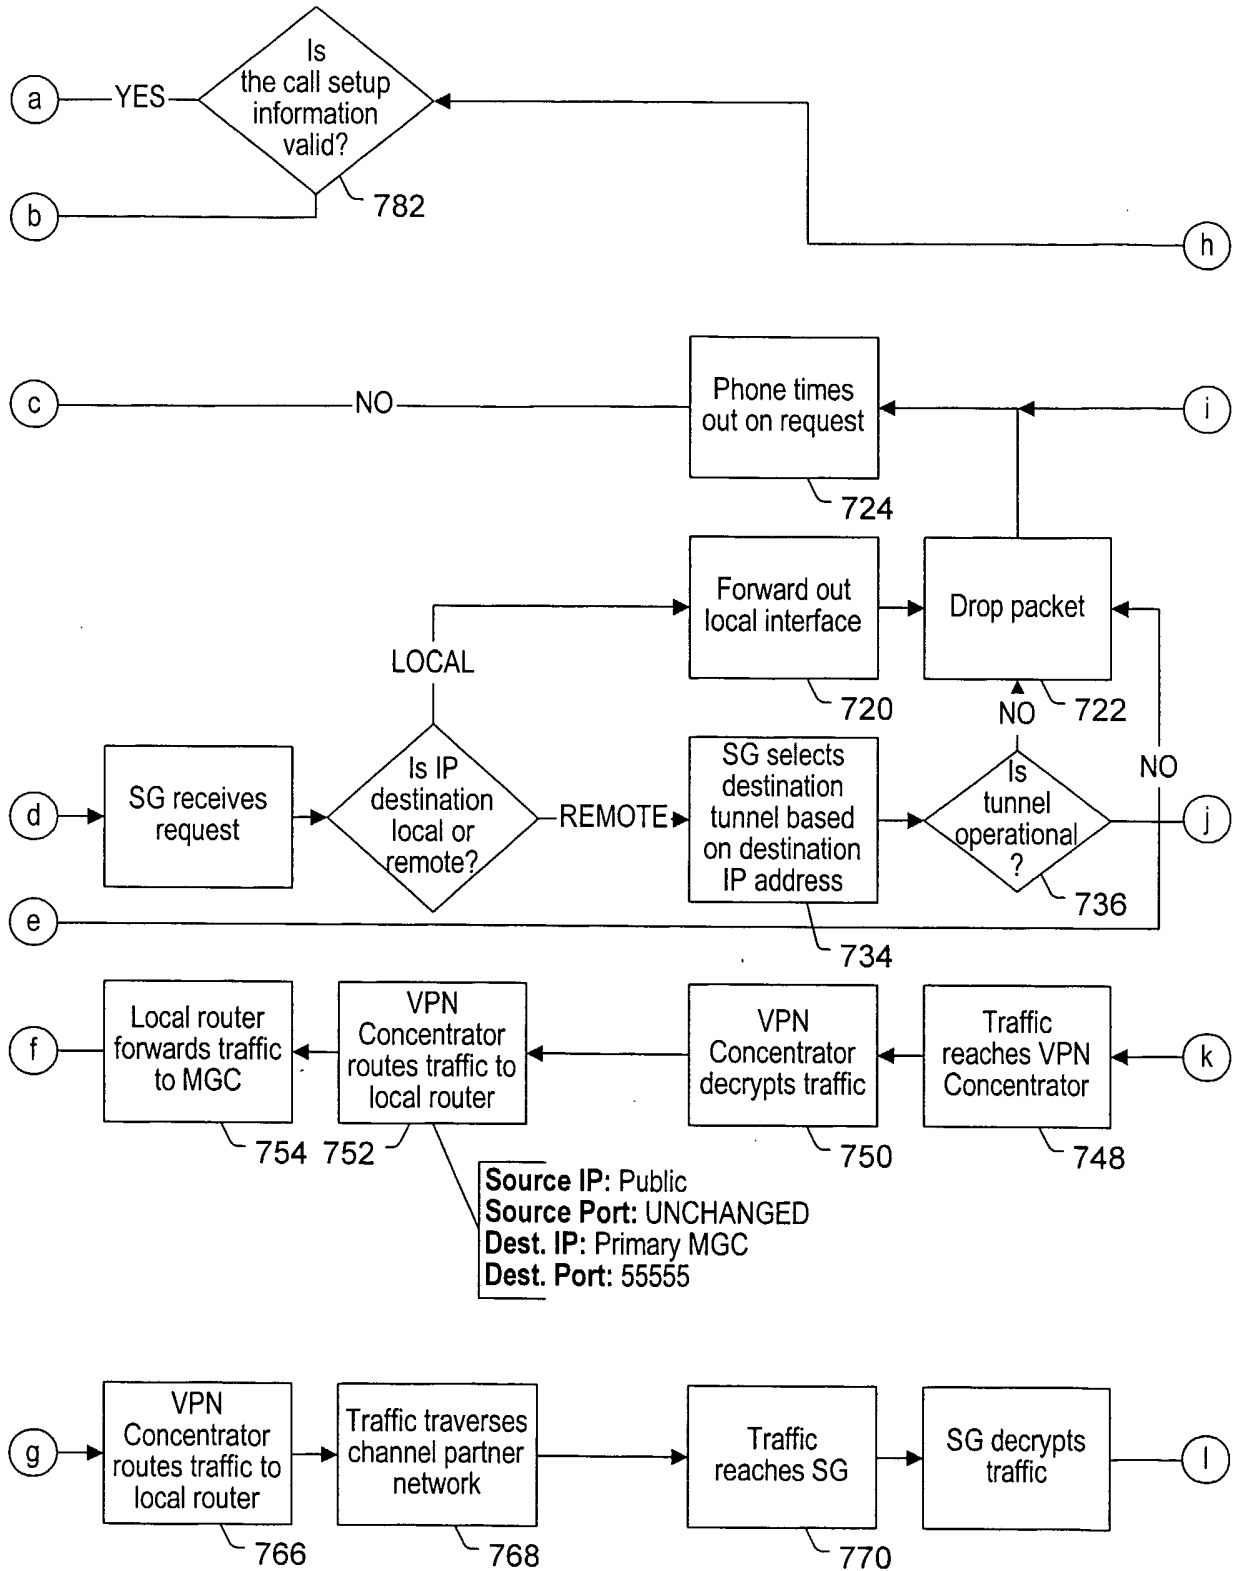 Is
the call setup
information
valid?
a
YES
782
b
h
c
NO
Phone times
out on request
i
724
Forward out
local interface
Drop packet
LOCAL
720
722
NO
NO
d
SG receives
request
Is IP
destination
local or
remote?
REMOTE
SG selects
destination
tunnel based
on destination
IP address
Is
tunnel
operational
?
j
736
e
734
f
Local router
forwards traffic
to MGC
VPN
Concentrator
routes traffic to
local router
VPN
Concentrator
decrypts traffic
Traffic
reaches VPN
Concentrator
k
754
752
750
748
Source IP: Public
Source Port: UNCHANGED
Dest. IP: Primary MGC
Dest. Port: 55555
g
VPN
Concentrator
routes traffic to
local router
Traffic traverses
channel partner
network
Traffic
reaches SG
SG decrypts
traffic
l
766
768
770